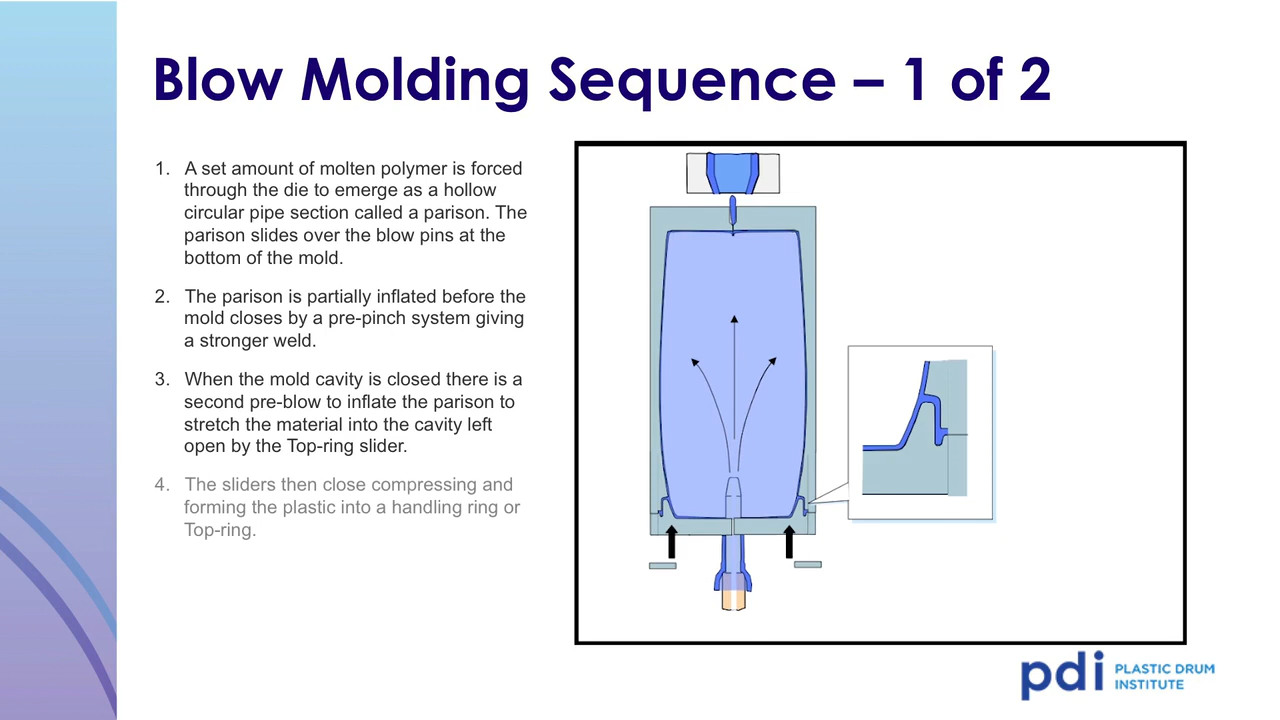 Blow Molding Sequence – 1 of 2
1. A set amount of molten polymer is forced
through the die to emerge as a hollow
circular pipe section called a parison. The
parison slides over the blow pins at the
bottom of the mold.
2. The parison is partially inflated before the
mold closes by a pre-pinch system giving
a stronger weld.
3. When the mold cavity is closed there is a
second pre-blow to inflate the parison to
stretch the material into the cavity left
open by the Top-ring slider.
4. The sliders then close compressing and
forming the plastic into a handling ring or
Top-ring.
pdi PLASTIC DRUM
INSTITUTE